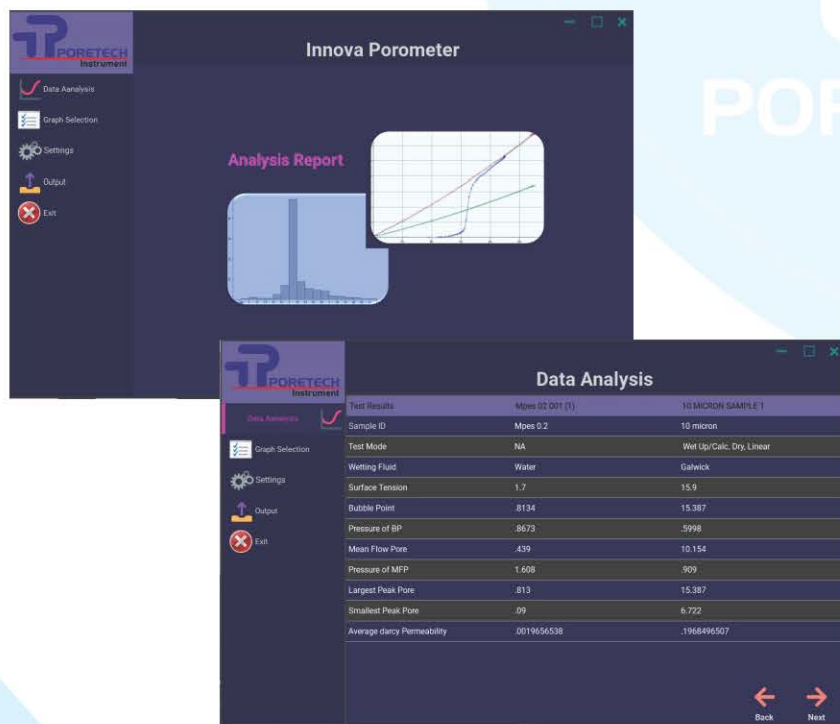 PORETECH
Instrument
Innova Porometer
Data Aanalysis
Graph Selection
Settings
Output
Exit
Analysis Report
POR
PORETECH
Instrument
Data Analysis
Data Aanalysis
Graph Selection
Settings
Output
Exit
Test Results Mpes 02 001 (1) 10 MICRON SAMPLE 1
Sample ID Mpes 0.2 10 micron
Test Mode NA Wet Up/Calc. Dry, Linear
Wetting Fluid Water Galwick
Surface Tension 1.7 15.9
Bubble Point .8134 15.387
Pressure of BP .8673 .5998
Mean Flow Pore .439 10.154
Pressure of MFP 1.608 .909
Largest Peak Pore .813 15.387
Smallest Peak Pore .09 6.722
Average darcy Permeability .0019656538 .1968496507
Back Next